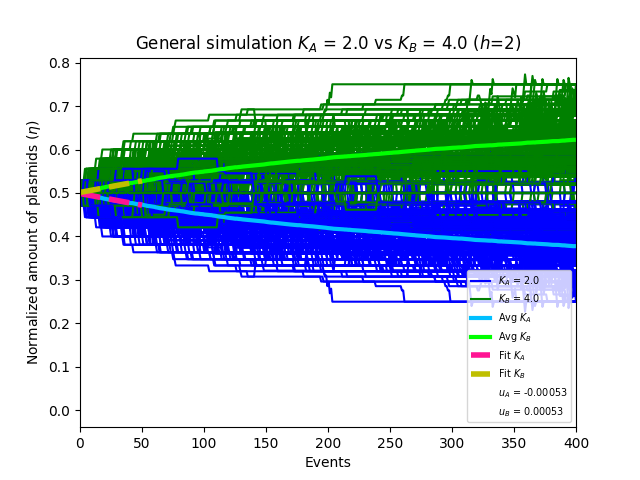 General simulation K_A = 2.0 vs K_B = 4.0 (h=2)
Normalized amount of plasmids (η)
0.8
0.7
0.6
0.5
0.4
0.3
0.2
0.1
0.0
K_A = 2.0
K_B = 4.0
Avg K_A
Avg K_B
Fit K_A
Fit K_B
u_A = -0.00053
u_B = 0.00053
0 50 100 150 200 250 300 350 400
Events